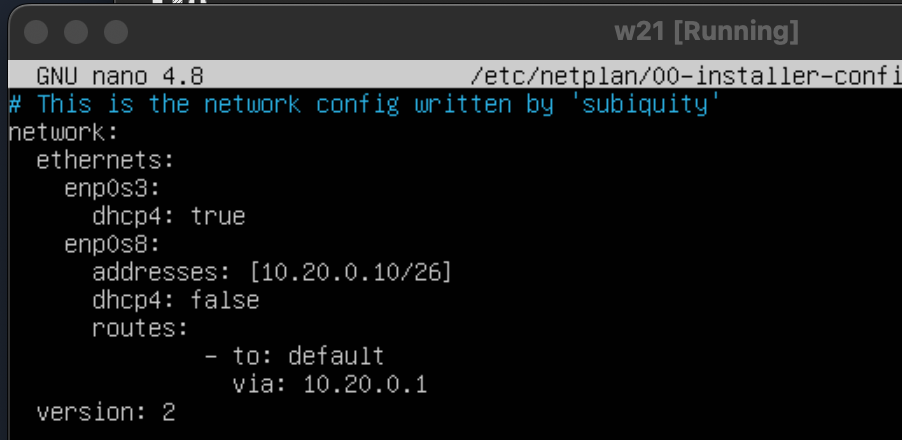 w21 [Running]
GNU nano 4.8 /etc/netplan/00-installer-confi
# This is the network config written by 'subiquity'
network:
  ethernets:
    enp0s3:
      dhcp4: true
    enp0s8:
      addresses: [10.20.0.10/26]
      dhcp4: false
      routes:
              - to: default
                via: 10.20.0.1
  version: 2